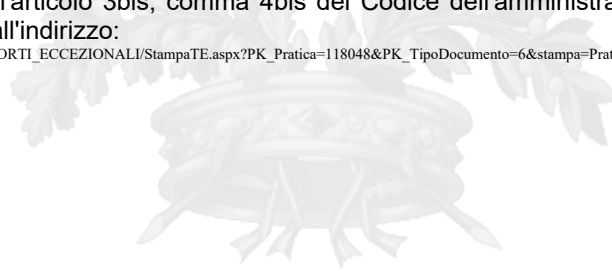 l'articolo 3bis, comma 4bis del Codice dell'amministra
all'indirizzo:
ORTI_ECCEZIONALI/StampaTE.aspx?PK_Pratica=118048&PK_TipoDocumento=6&stampa=Prat